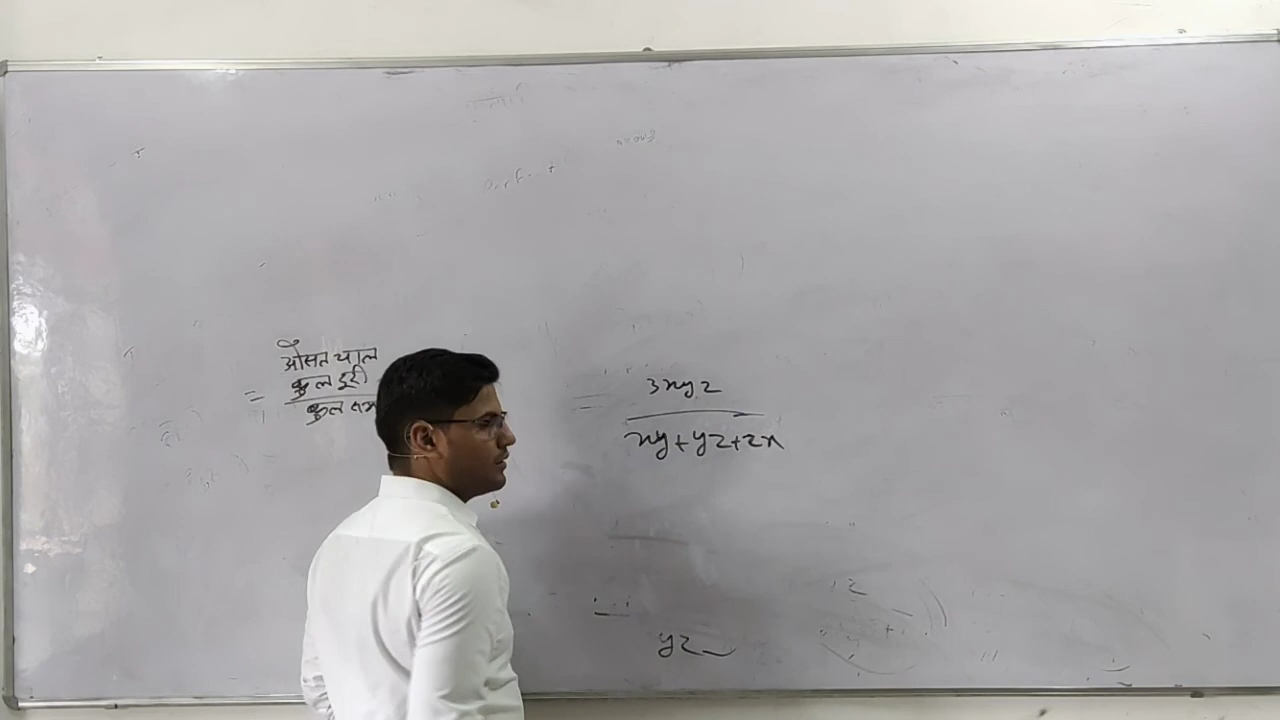 औसत चाल
= कुल दूरी
कुल
3xyz
xy+yz+zx
yz